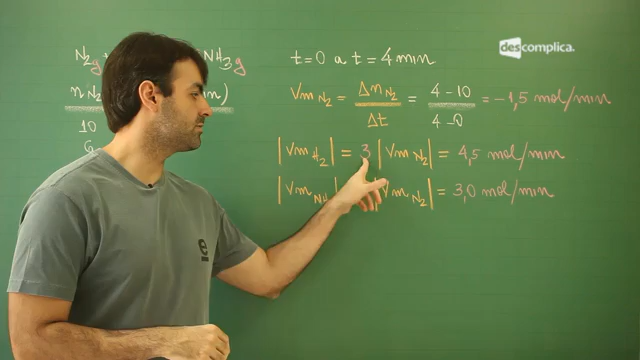 descomplica.
N₂g NH₃g
t=0 a t=4 min
n N₂
10
6
Vm N₂ = Δn N₂ / Δt = 4 - 10 / 4 - 0 = -1,5 mol/min
|Vm H₂| = 3 |Vm N₂| = 4,5 mol/min
|Vm NH |Vm N₂| = 3,0 mol/min